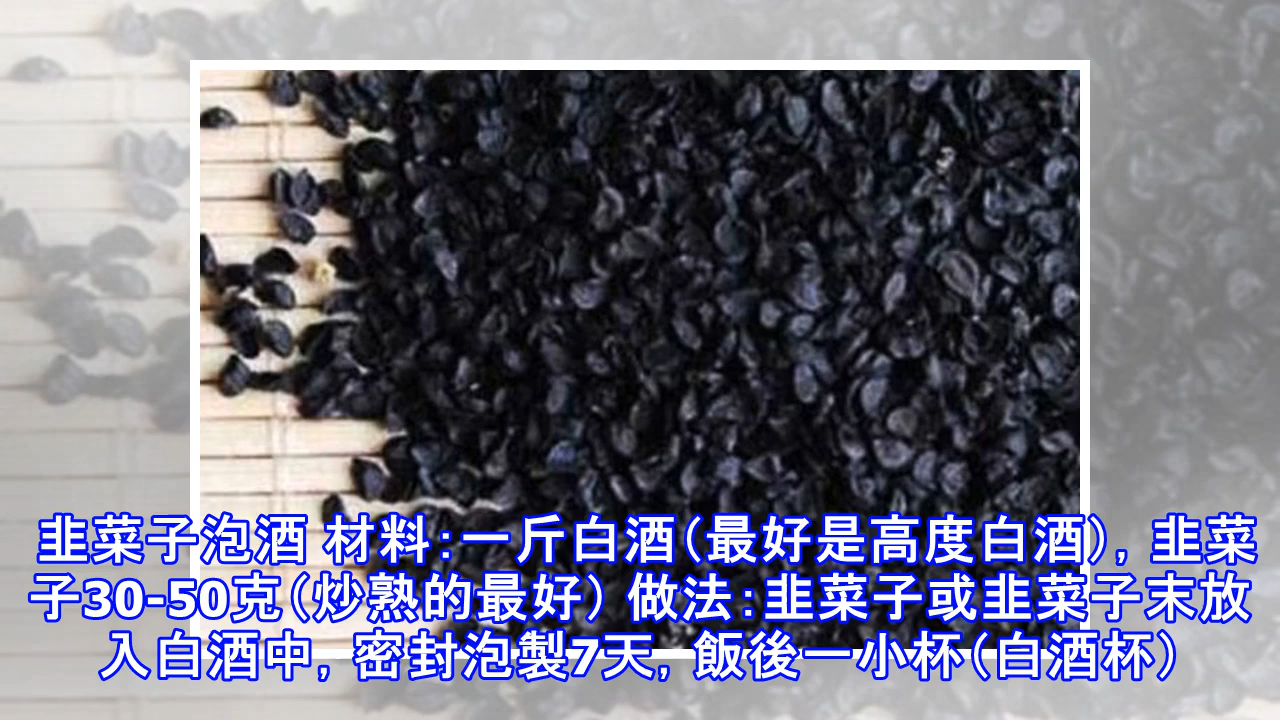 韭菜子泡酒 材料:一斤白酒(最好是高度白酒), 韭菜
子30-50克(炒熟的最好) 做法:韭菜子或韭菜子末放
入白酒中, 密封泡製7天, 飯後一小杯(白酒杯)